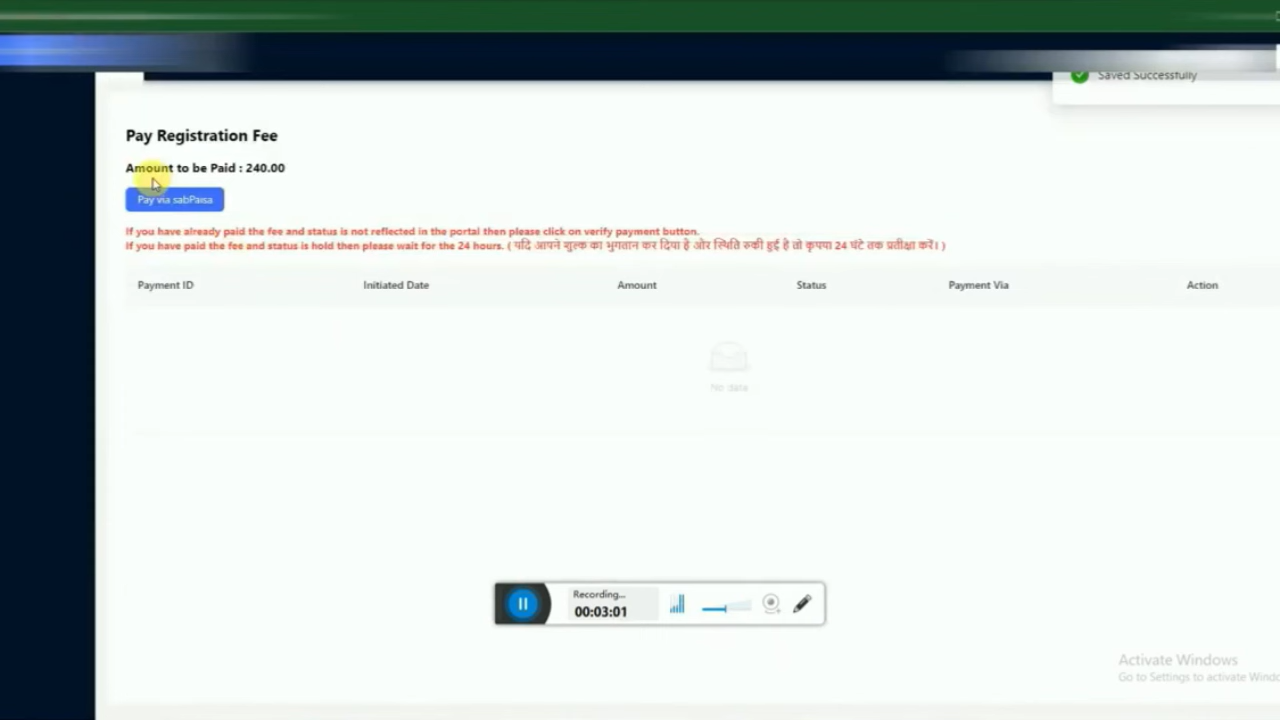 Saved Successfully
Pay Registration Fee
Amount to be Paid : 240.00
Pay via sabPaisa
If you have already paid the fee and status is not reflected in the portal then please click on verify payment button.
If you have paid the fee and status is hold then please wait for the 24 hours. ( यदि आपने शुल्क का भुगतान कर दिया है ओर स्थिति रुकी हुई है तो कृपया 24 घंटे तक प्रतीक्षा करें। )
Payment ID Initiated Date Amount Status Payment Via Action
No data
Recording...
00:03:01
Activate Windows
Go to Settings to activate Windo